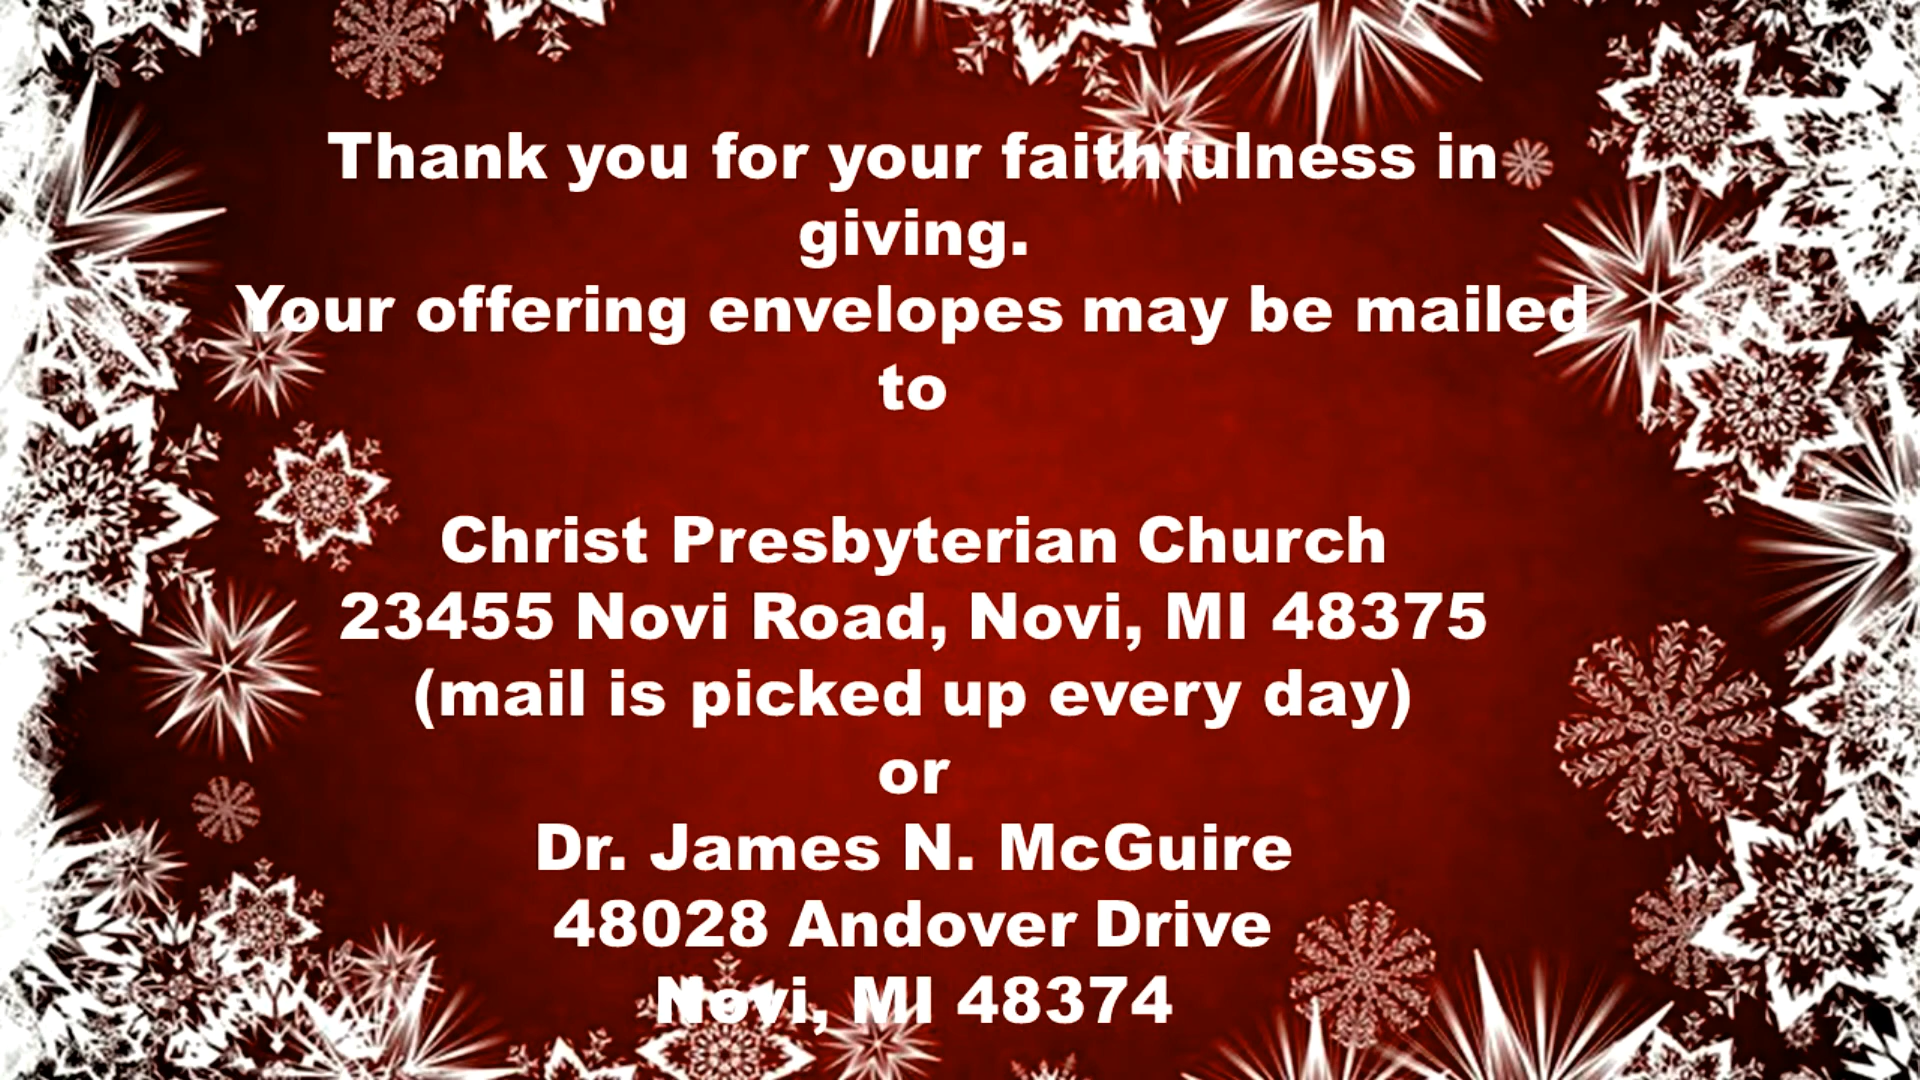 Thank you for your faithfulness in
giving.
Your offering envelopes may be mailed
to
Christ Presbyterian Church
23455 Novi Road, Novi, MI 48375
(mail is picked up every day)
or
Dr. James N. McGuire
48028 Andover Drive
Novi, MI 48374